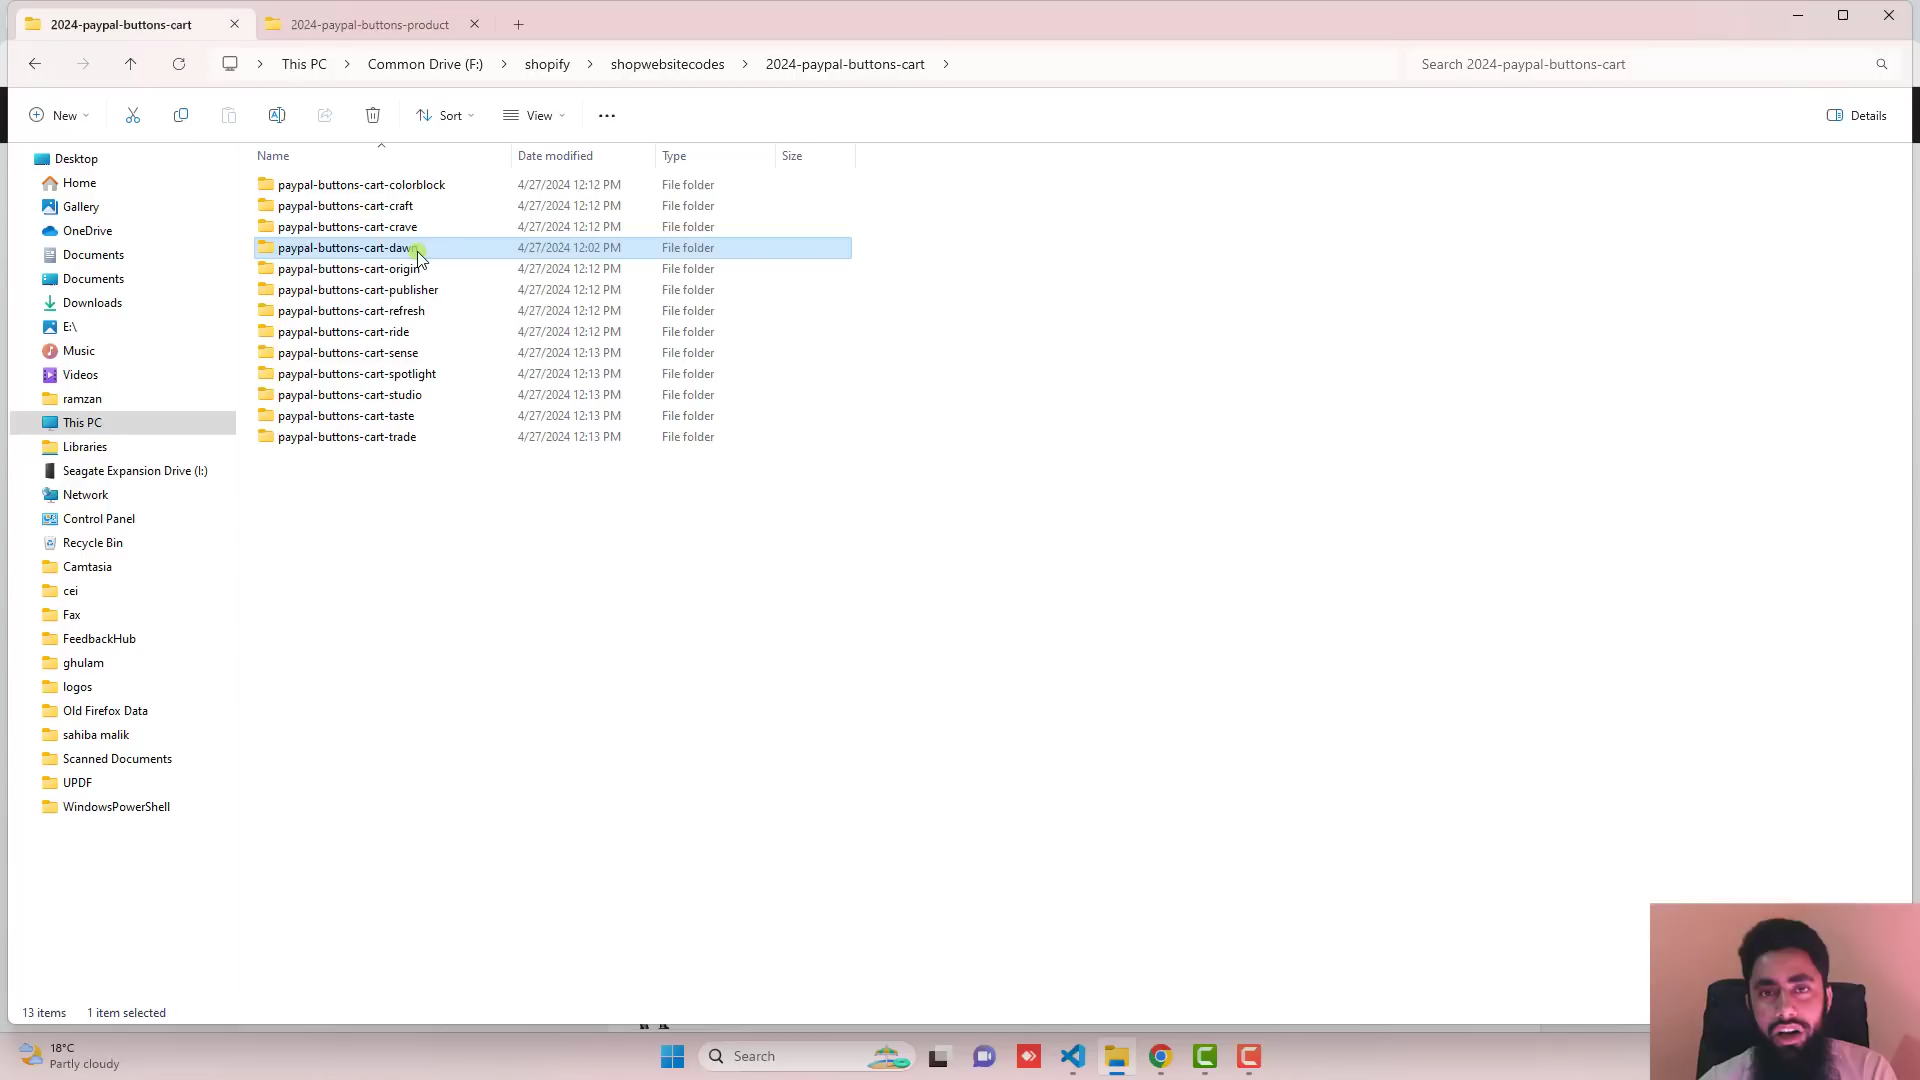 2024-paypal-buttons-cart
2024-paypal-buttons-product
This PC > Common Drive (F:) > shopify > shopwebsitecodes > 2024-paypal-buttons-cart >
Search 2024-paypal-buttons-cart
New
Sort
View
Details
Name Date modified Type Size
Desktop
Home
Gallery
OneDrive
Documents
Documents
Downloads
E:\
Music
Videos
ramzan
This PC
Libraries
Seagate Expansion Drive (I:)
Network
Control Panel
Recycle Bin
Camtasia
cei
Fax
FeedbackHub
ghulam
logos
Old Firefox Data
sahiba malik
Scanned Documents
UPDF
WindowsPowerShell
paypal-buttons-cart-colorblock 4/27/2024 12:12 PM File folder
paypal-buttons-cart-craft 4/27/2024 12:12 PM File folder
paypal-buttons-cart-crave 4/27/2024 12:12 PM File folder
paypal-buttons-cart-dawn 4/27/2024 12:02 PM File folder
paypal-buttons-cart-origin 4/27/2024 12:12 PM File folder
paypal-buttons-cart-publisher 4/27/2024 12:12 PM File folder
paypal-buttons-cart-refresh 4/27/2024 12:12 PM File folder
paypal-buttons-cart-ride 4/27/2024 12:12 PM File folder
paypal-buttons-cart-sense 4/27/2024 12:13 PM File folder
paypal-buttons-cart-spotlight 4/27/2024 12:13 PM File folder
paypal-buttons-cart-studio 4/27/2024 12:13 PM File folder
paypal-buttons-cart-taste 4/27/2024 12:13 PM File folder
paypal-buttons-cart-trade 4/27/2024 12:13 PM File folder
13 items 1 item selected
18°C
Partly cloudy
Search